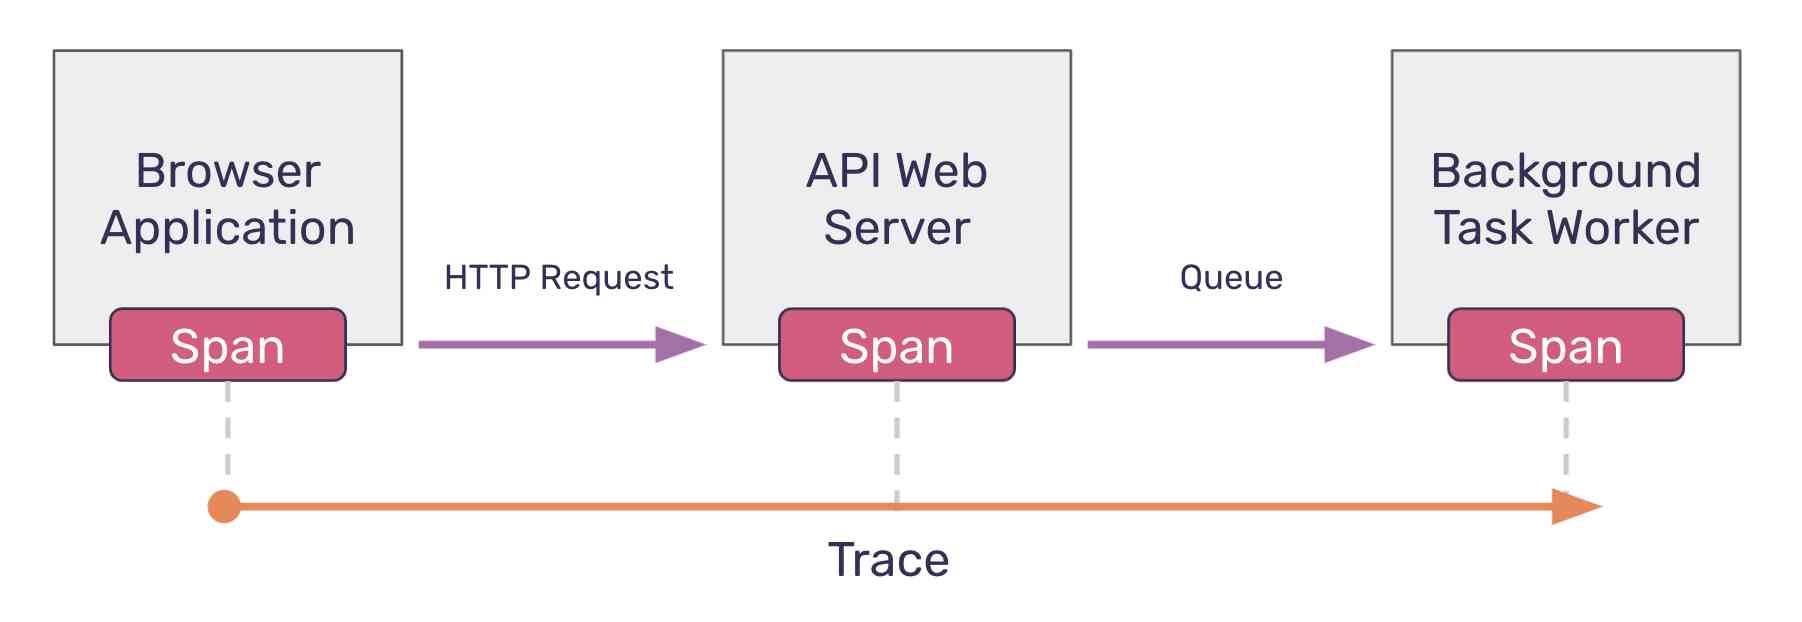 Browser
Application
HTTP Request
API Web
Server
Queue
Background
Task Worker
Span
Span
Span
Trace